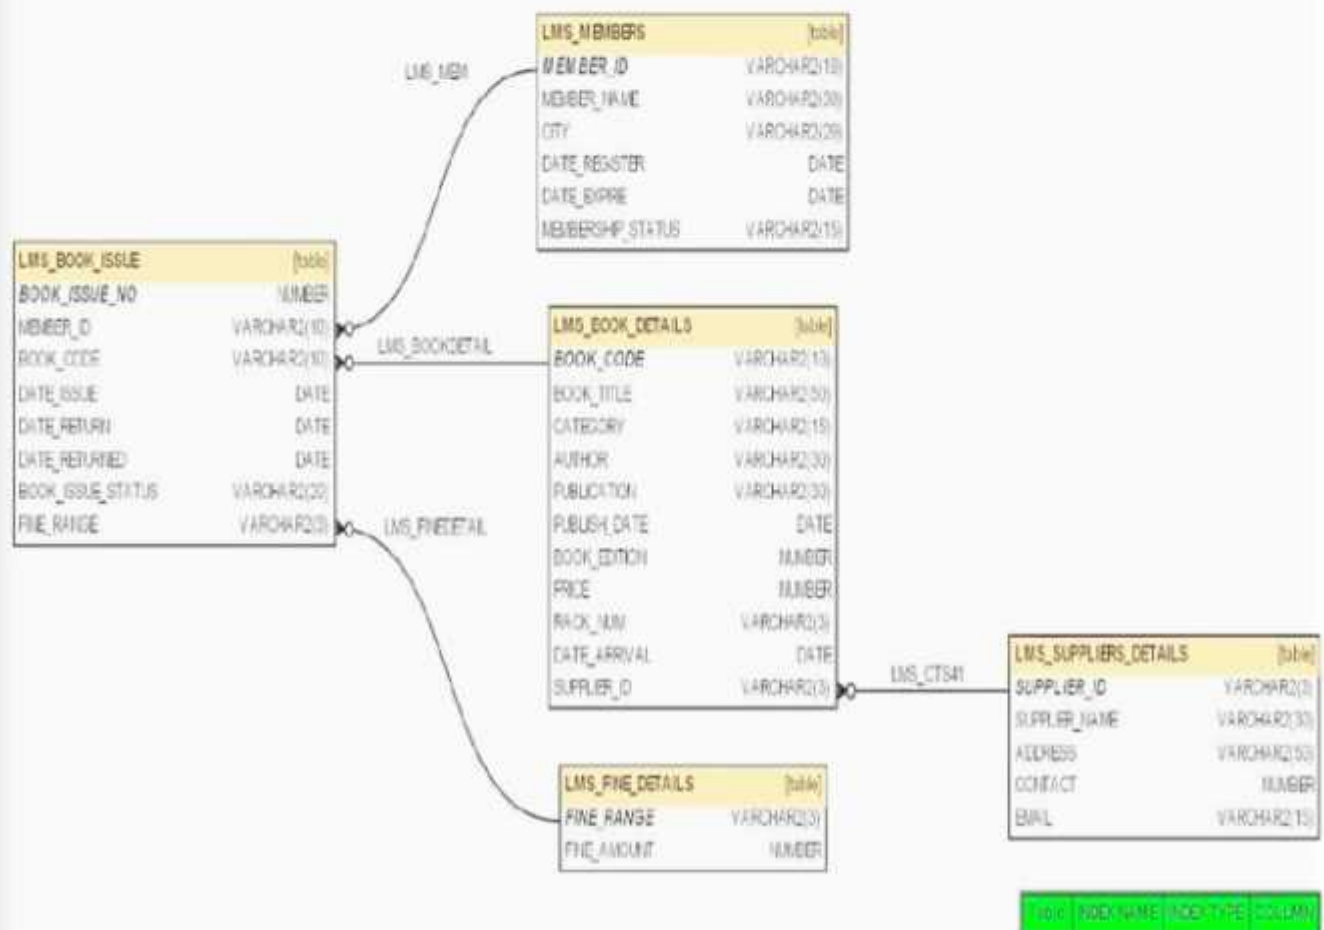 LMS_MEMBERS [table]
MEMBER_ID VARCHAR2(10)
MEMBER_NAME VARCHAR2(30)
CITY VARCHAR2(20)
DATE_REGISTER DATE
DATE_EXPIRE DATE
MEMBERSHIP_STATUS VARCHAR2(15)
LMS_MEM
LMS_BOOK_ISSUE [table]
BOOK_ISSUE_NO NUMBER
MEMBER_ID VARCHAR2(10)
BOOK_CODE VARCHAR2(10)
DATE_ISSUE DATE
DATE_RETURN DATE
DATE_RETURNED DATE
BOOK_ISSUE_STATUS VARCHAR2(20)
FINE_RANGE VARCHAR2(3)
LMS_BOOKDETAIL
LMS_FINEDETAIL
LMS_BOOK_DETAILS [table]
BOOK_CODE VARCHAR2(10)
BOOK_TITLE VARCHAR2(50)
CATEGORY VARCHAR2(15)
AUTHOR VARCHAR2(30)
PUBLICATION VARCHAR2(30)
PUBLISH_DATE DATE
BOOK_EDITION NUMBER
PRICE NUMBER
RACK_NUM VARCHAR2(3)
DATE_ARRIVAL DATE
SUPPLIER_ID VARCHAR2(3)
LMS_CTS41
LMS_SUPPLIERS_DETAILS [table]
SUPPLIER_ID VARCHAR2(3)
SUPPLIER_NAME VARCHAR2(30)
ADDRESS VARCHAR2(50)
CONTACT NUMBER
EMAIL VARCHAR2(15)
LMS_FINE_DETAILS [table]
FINE_RANGE VARCHAR2(3)
FINE_AMOUNT NUMBER
Table INDEX NAME INDEX TYPE COLUMN